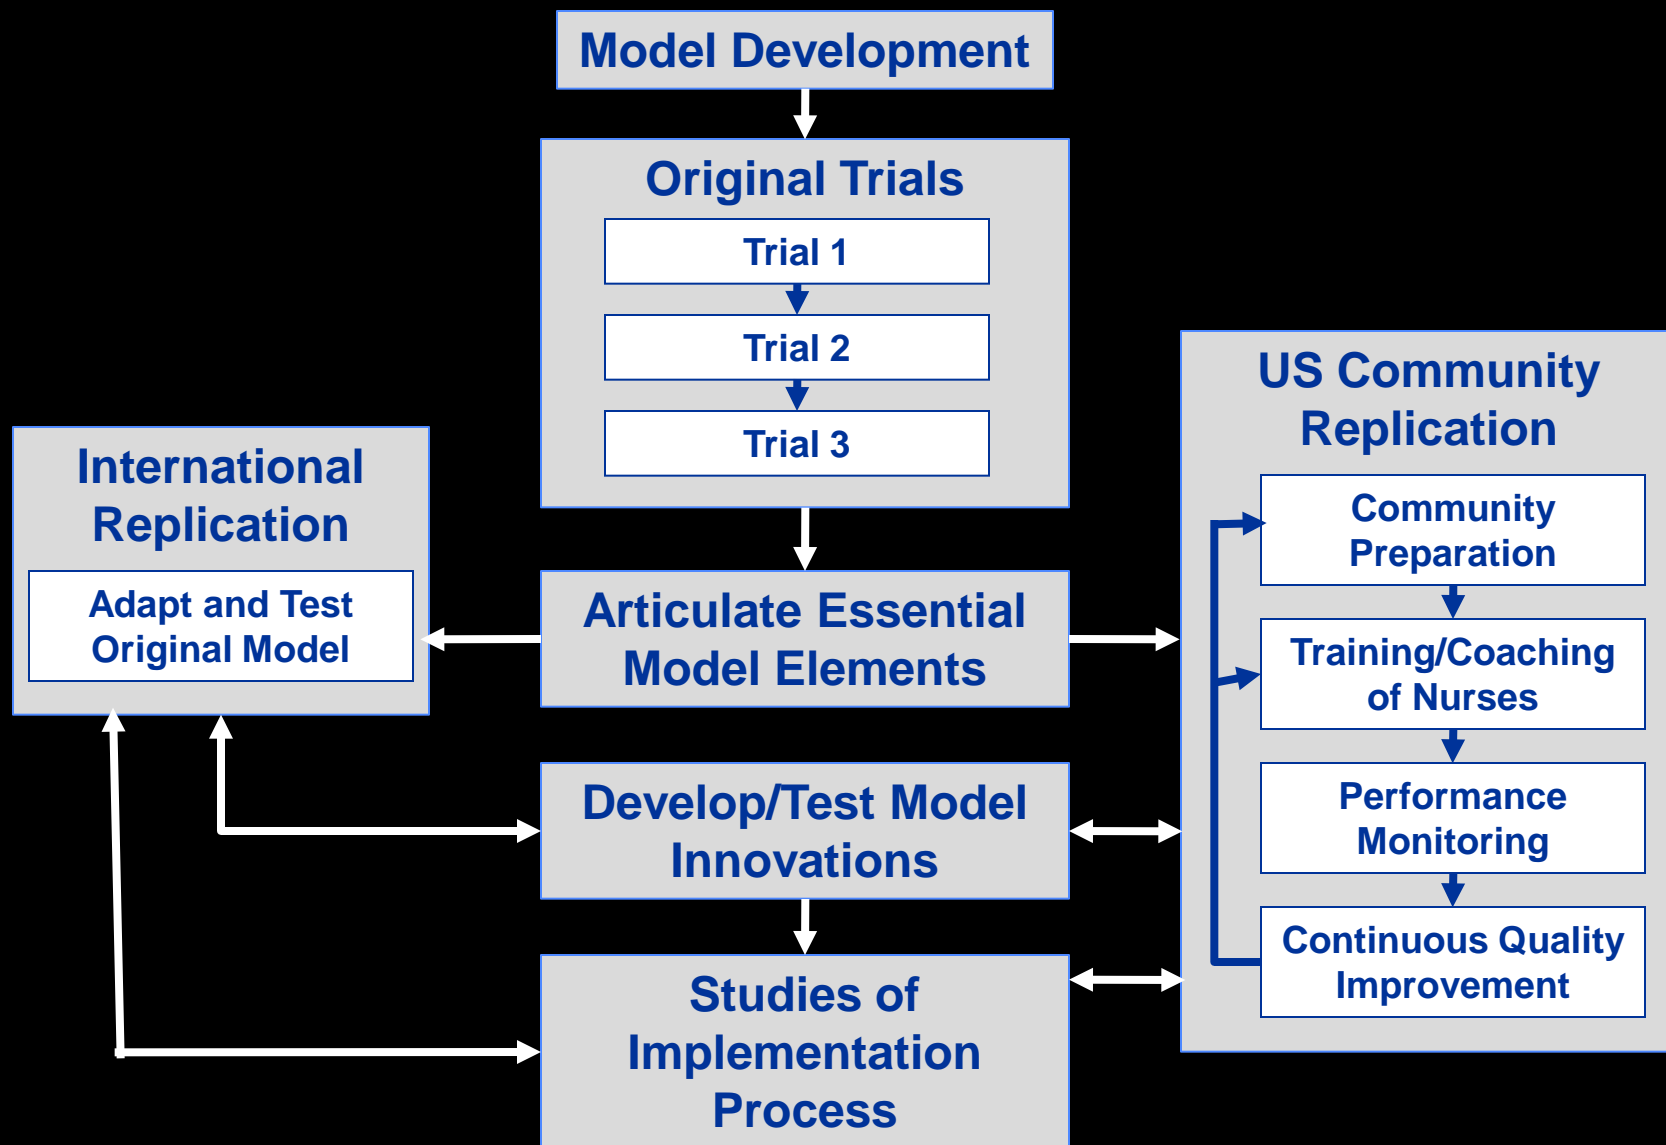 Model Development
Original Trials
Trial 1
Trial 2
Trial 3
International
Replication
Adapt and Test
Original Model
Articulate Essential
Model Elements
Develop/Test Model
Innovations
Studies of
Implementation
Process
US Community
Replication
Community
Preparation
Training/Coaching
of Nurses
Performance
Monitoring
Continuous Quality
Improvement